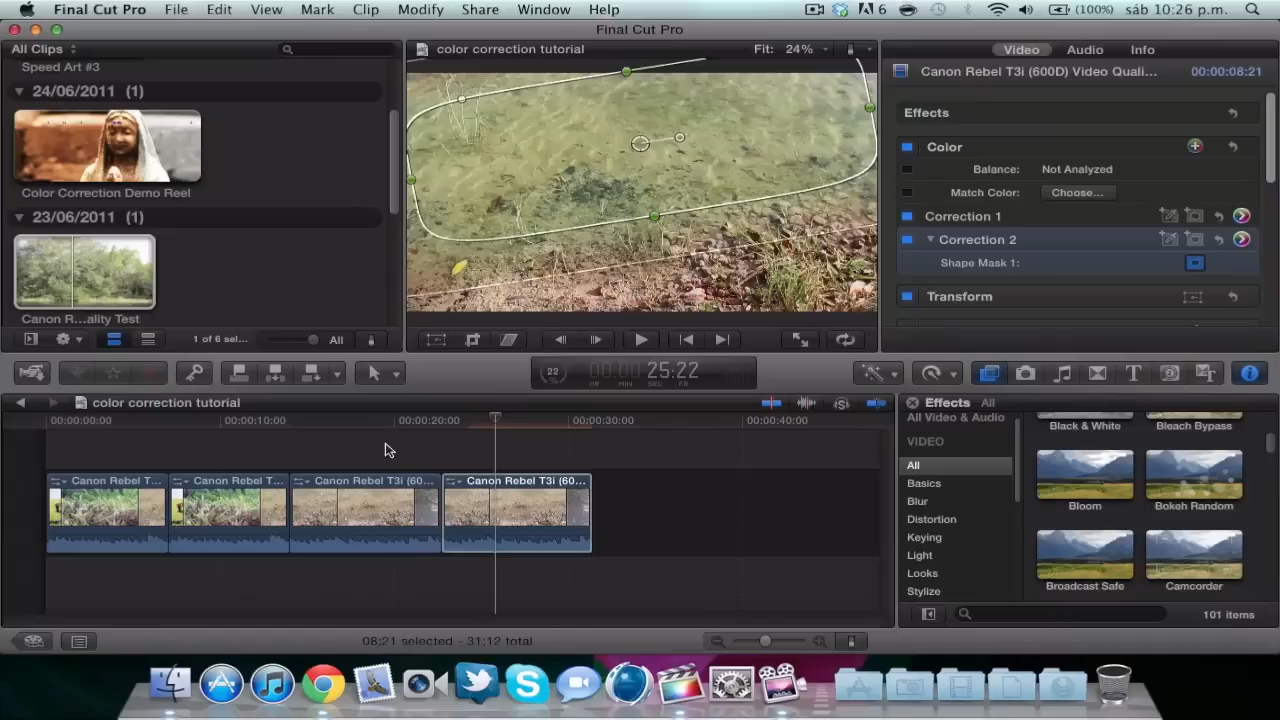 Final Cut Pro File Edit View Mark Clip Modify Share Window Help
6 (100%) sáb 10:26 p.m.
Final Cut Pro
All Clips
Speed Art #3
24/06/2011 (1)
Color Correction Demo Reel
23/06/2011 (1)
Canon R...ality Test
1 of 6 sel... All
color correction tutorial Fit: 24%
Video Audio Info
Canon Rebel T3i (600D) Video Quali... 00:00:08:21
Effects
Color
Balance: Not Analyzed
Match Color: Choose...
Correction 1
Correction 2
Shape Mask 1:
Transform
22 00:00:25:22
HR MIN SEC FR
color correction tutorial
00:00:00:00 00:00:10:00 00:00:20:00 00:00:30:00 00:00:40:00
Canon Rebel T... Canon Rebel T... Canon Rebel T3i (60... Canon Rebel T3i (60...
08;21 selected - 31;12 total
Effects All
All Video & Audio
VIDEO
All
Basics
Blur
Distortion
Keying
Light
Looks
Stylize
Black & White Bleach Bypass
Bloom Bokeh Random
Broadcast Safe Camcorder
101 items